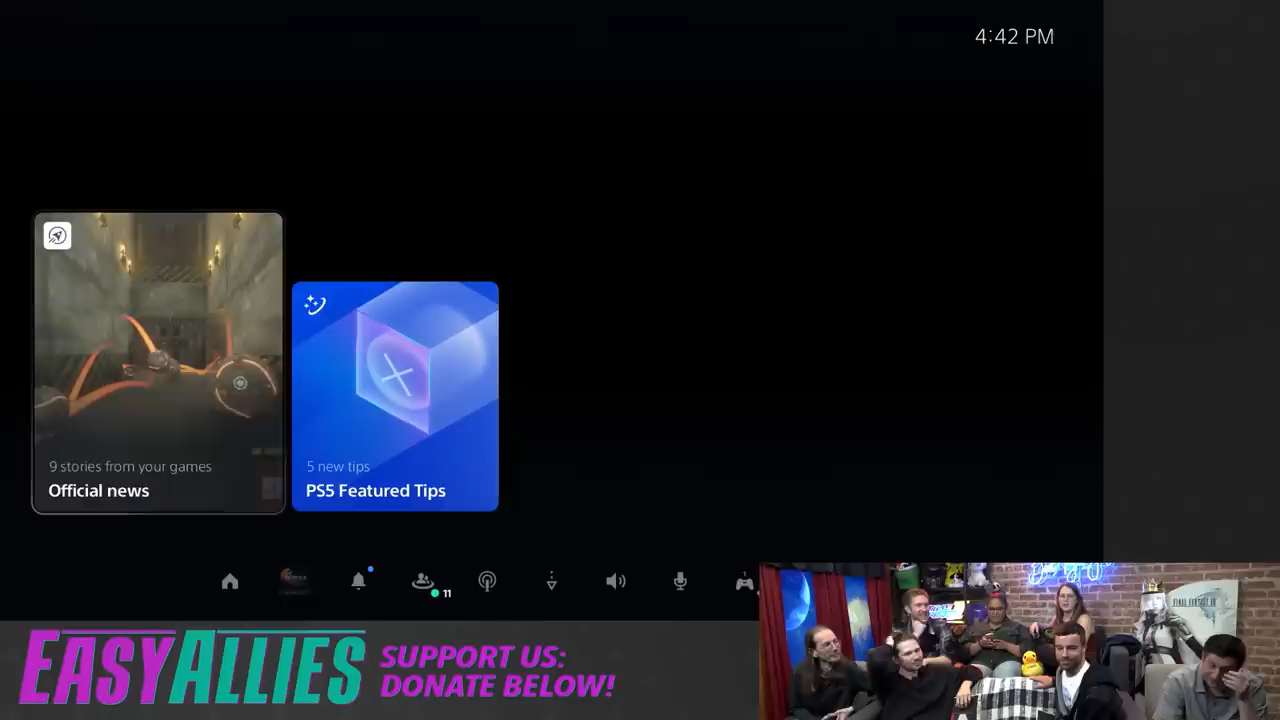 4:42 PM
9 stories from your games
Official news
5 new tips
PS5 Featured Tips
11
EASYALLIES
SUPPORT US:
DONATE BELOW!
FINAL FANTASY XVI